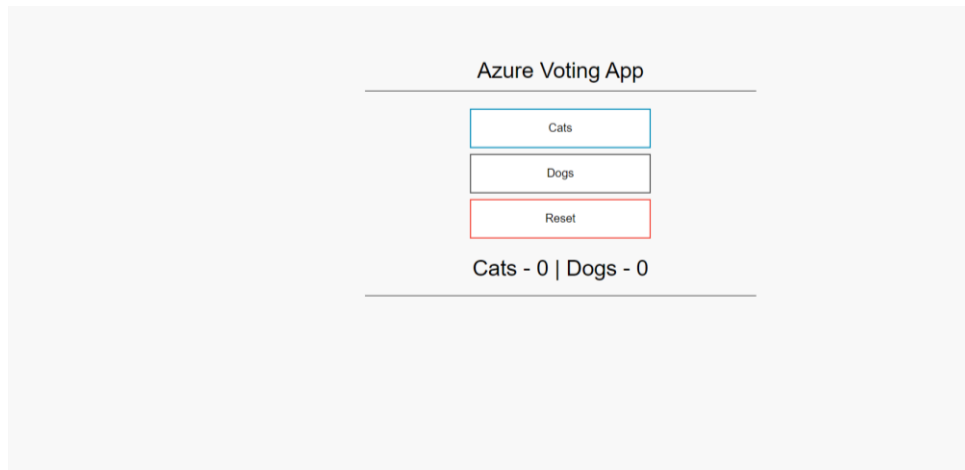 Azure Voting App
Cats
Dogs
Reset
Cats - 0 | Dogs - 0